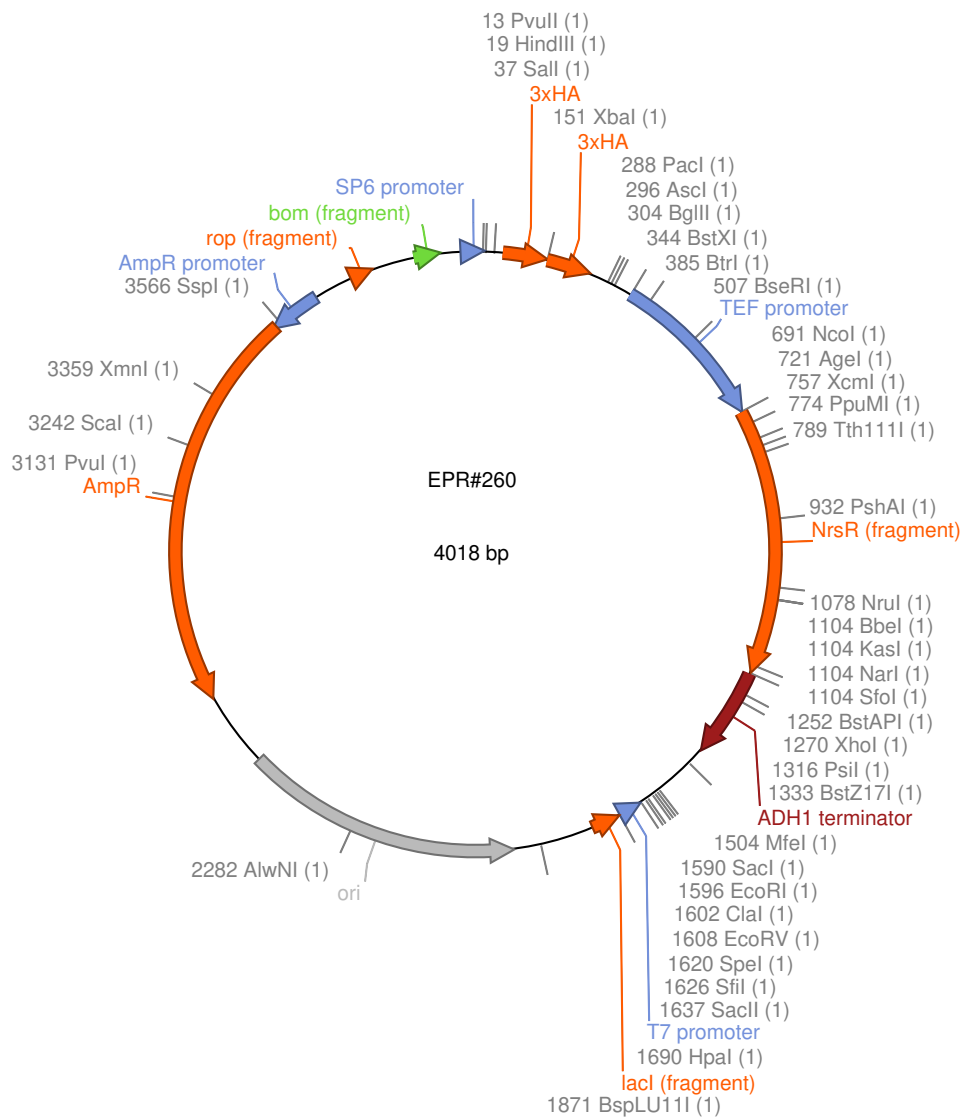 13 PvuII (1)
19 HindIII (1)
37 SalI (1)
3xHA
151 XbaI (1)
3xHA
288 PacI (1)
296 AscI (1)
304 BglII (1)
344 BstXI (1)
385 BtrI (1)
507 BseRI (1)
TEF promoter
691 NcoI (1)
721 AgeI (1)
757 XcmI (1)
774 PpuMI (1)
789 Tth111I (1)
932 PshAI (1)
NrsR (fragment)
1078 NruI (1)
1104 BbeI (1)
1104 KasI (1)
1104 NarI (1)
1104 SfoI (1)
1252 BstAPI (1)
1270 XhoI (1)
1316 PsiI (1)
1333 BstZ17I (1)
ADH1 terminator
1504 MfeI (1)
1590 SacI (1)
1596 EcoRI (1)
1602 ClaI (1)
1608 EcoRV (1)
1620 SpeI (1)
1626 SfiI (1)
1637 SacII (1)
T7 promoter
1690 HpaI (1)
lacI (fragment)
1871 BspLU11I (1)
2282 AlwNI (1)
ori
AmpR
3131 PvuI (1)
3242 ScaI (1)
3359 XmnI (1)
3566 SspI (1)
AmpR promoter
rop (fragment)
bom (fragment)
SP6 promoter
EPR#260
4018 bp